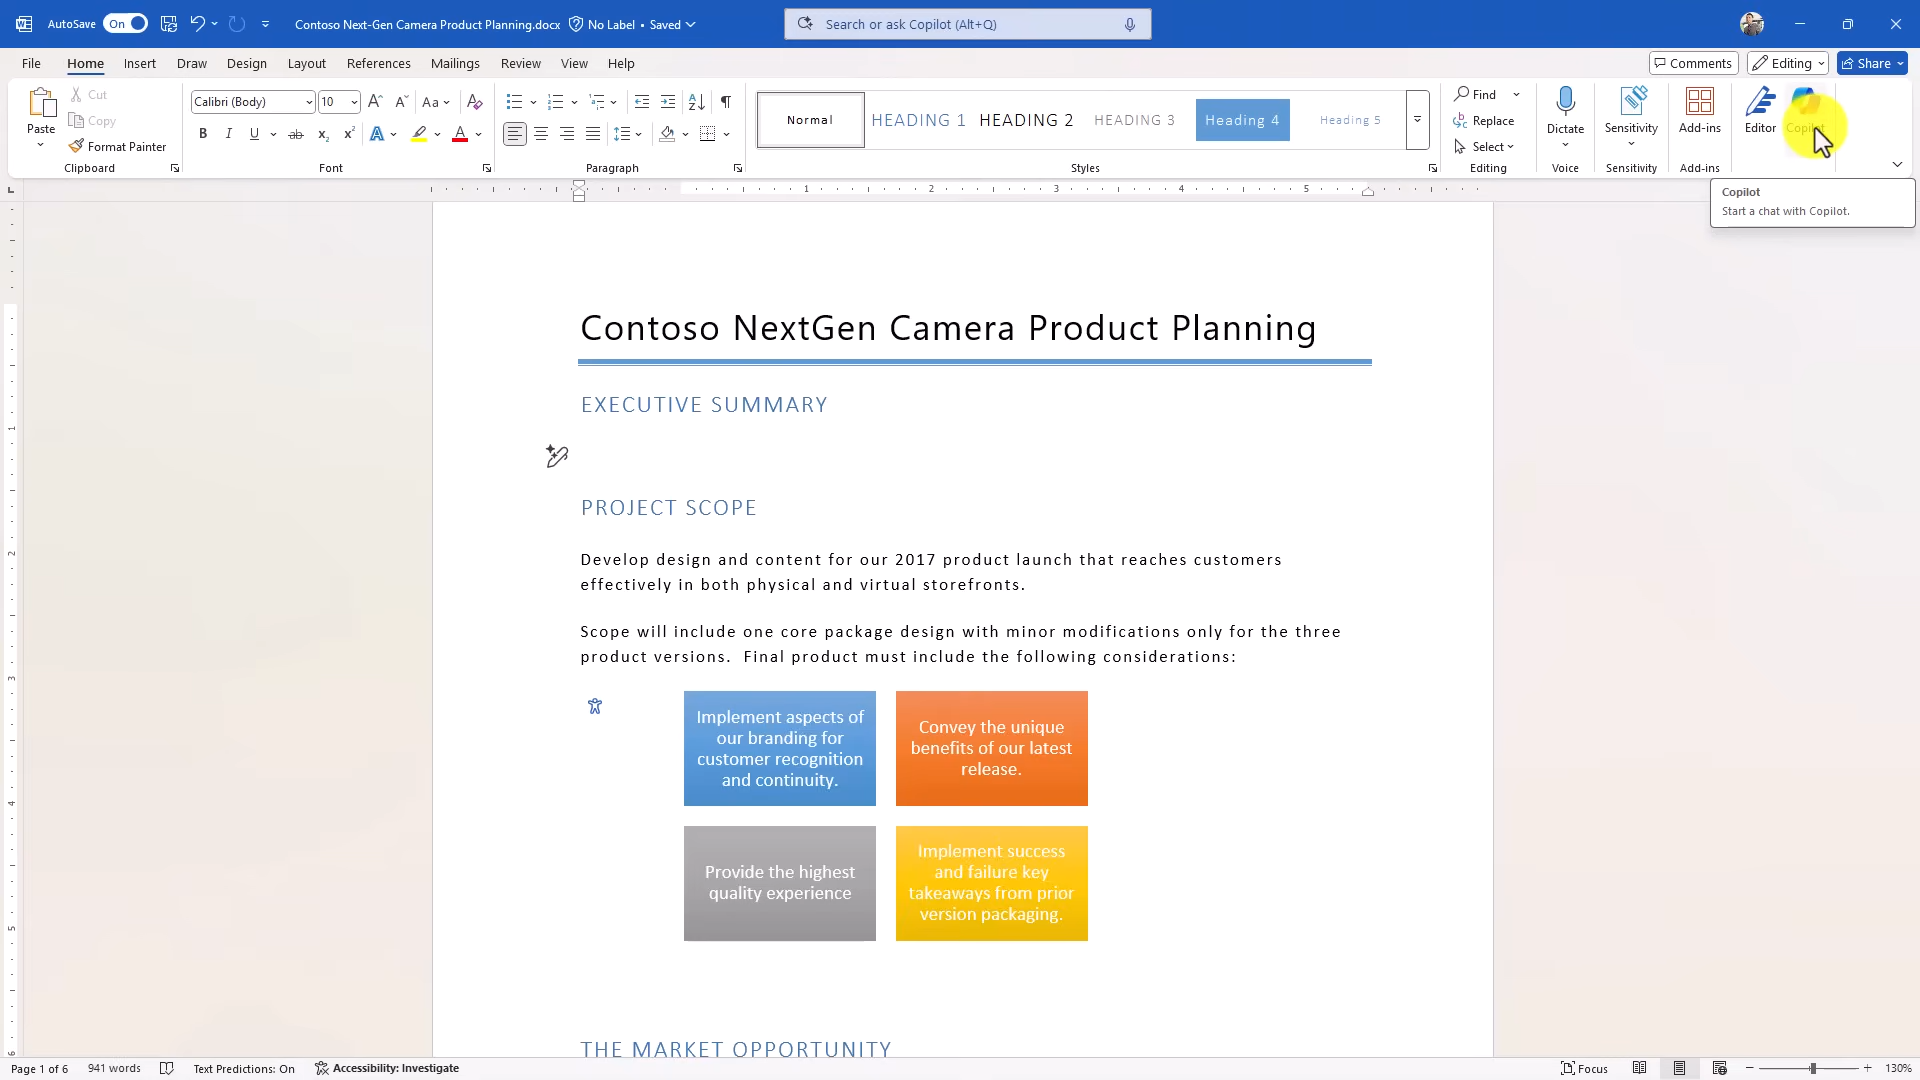 AutoSave On Contoso Next-Gen Camera Product Planning.docx No Label • Saved Search or ask Copilot (Alt+Q)
File Home Insert Draw Design Layout References Mailings Review View Help Comments Editing Share
Paste Cut Copy Format Painter Clipboard
Calibri (Body) 10 Aa Font
Paragraph
Normal HEADING 1 HEADING 2 HEADING 3 Heading 4 Heading 5 Styles
Find Replace Select Editing
Dictate Voice
Sensitivity Sensitivity
Add-ins Add-ins
Editor Copilot
Copilot
Start a chat with Copilot.
1 2 3 4 5
Contoso NextGen Camera Product Planning
EXECUTIVE SUMMARY
PROJECT SCOPE
Develop design and content for our 2017 product launch that reaches customers
effectively in both physical and virtual storefronts.
Scope will include one core package design with minor modifications only for the three
product versions. Final product must include the following considerations:
Implement aspects of
our branding for
customer recognition
and continuity.
Convey the unique
benefits of our latest
release.
Provide the highest
quality experience
Implement success
and failure key
takeaways from prior
version packaging.
THE MARKET OPPORTUNITY
Page 1 of 6 941 words Text Predictions: On Accessibility: Investigate Focus 130%